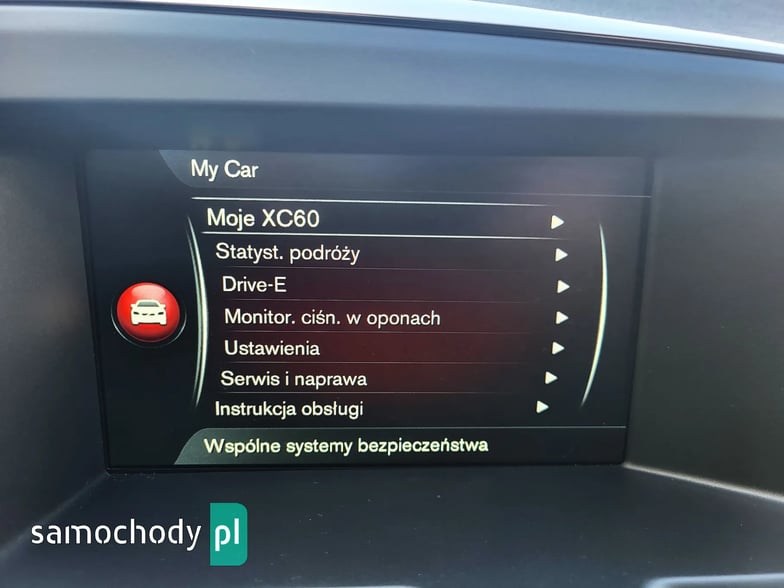 My Car
Moje XC60
Statyst. podróży
Drive-E
Monitor. ciśn. w oponach
Ustawienia
Serwis i naprawa
Instrukcja obsługi
Wspólne systemy bezpieczeństwa
samochody pl